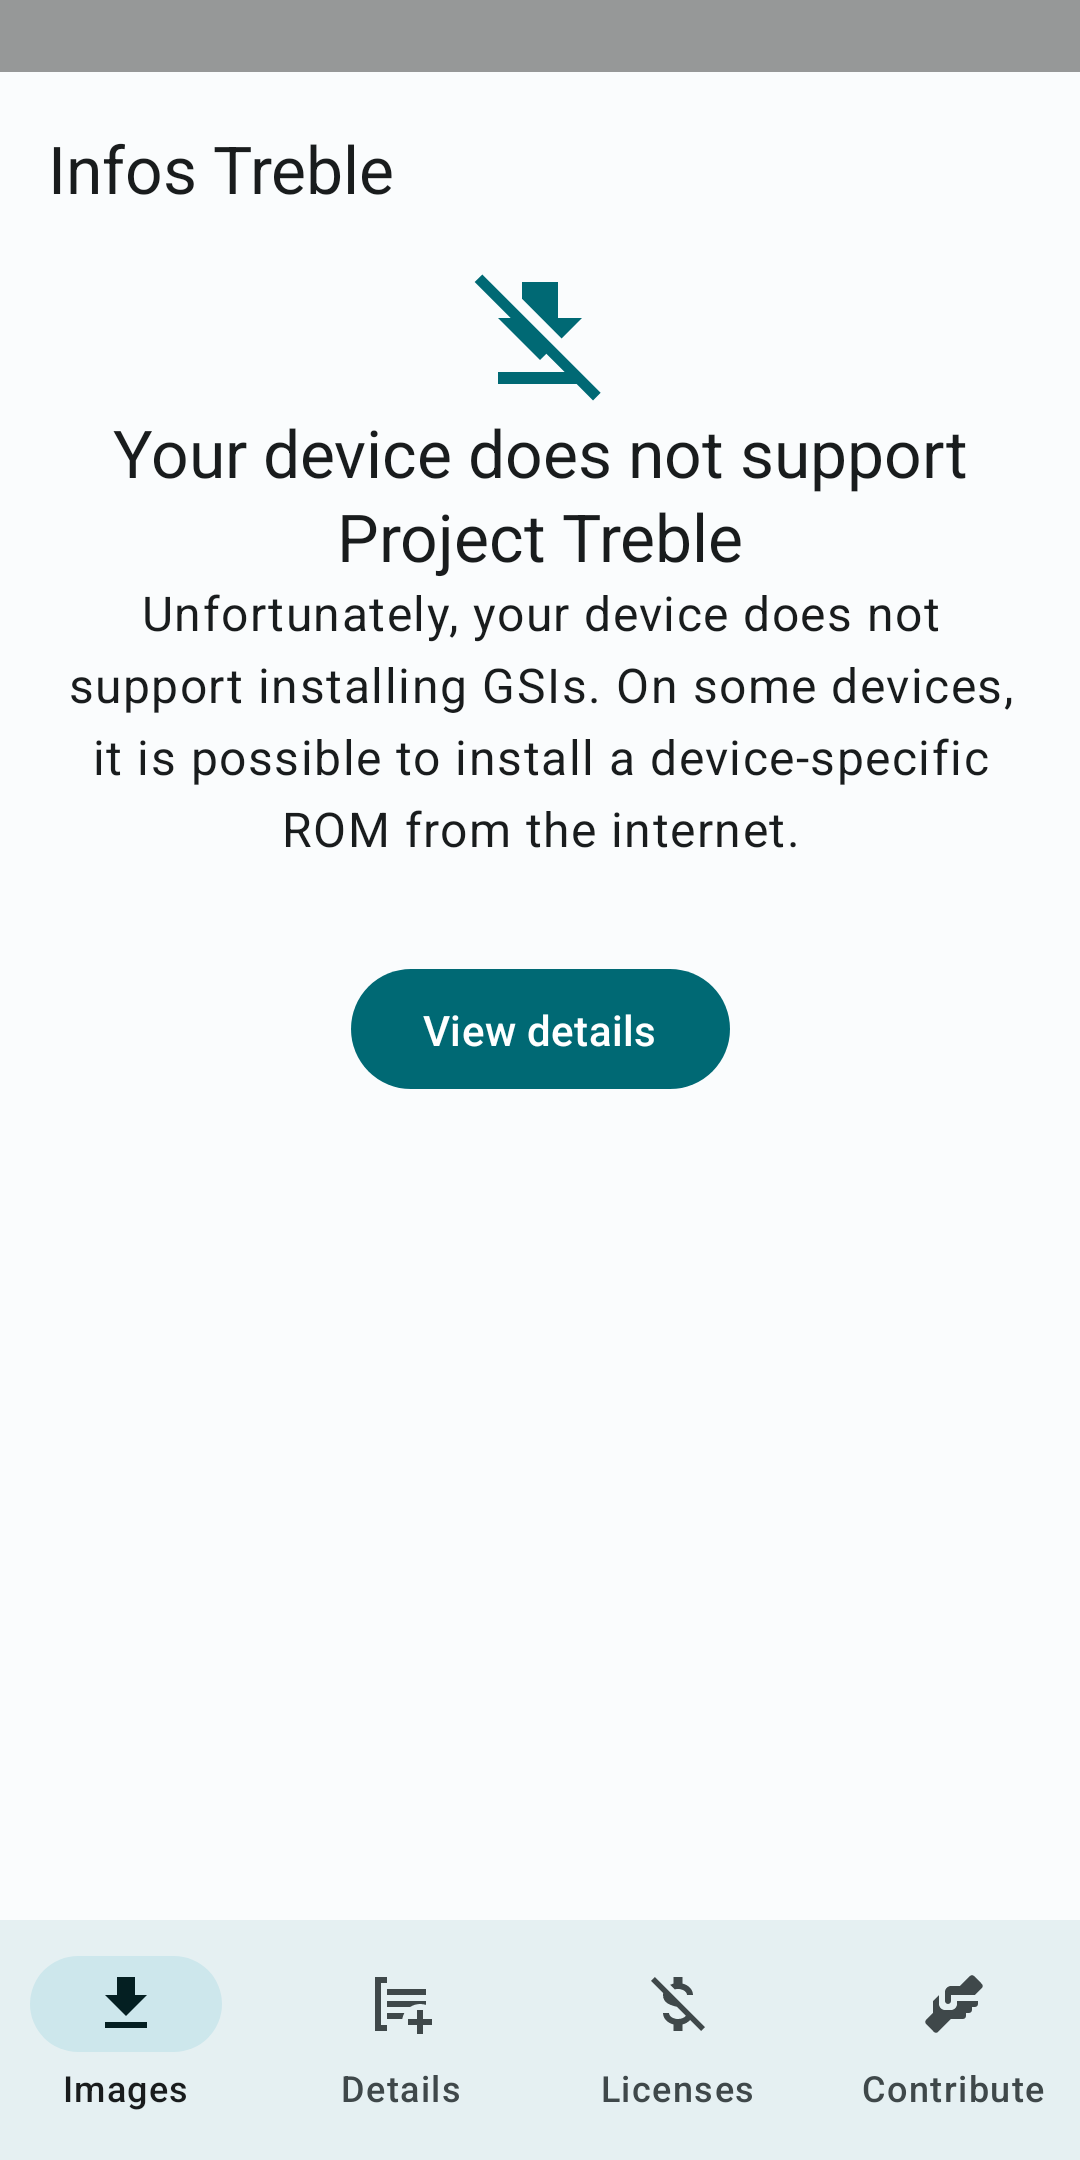 Infos Treble
Your device does not support
Project Treble
Unfortunately, your device does not
support installing GSIs. On some devices,
it is possible to install a device-specific
ROM from the internet.
View details
Images
Details
Licenses
Contribute